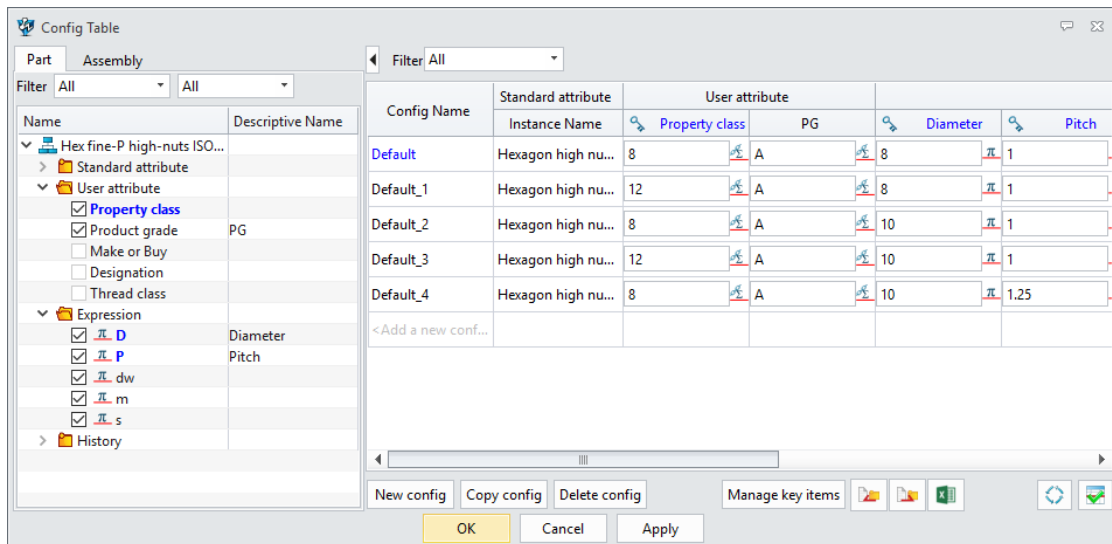 Config Table
Part Assembly
Filter All All
Name Descriptive Name
Hex fine-P high-nuts ISO...
Standard attribute
User attribute
Property class
Product grade PG
Make or Buy
Designation
Thread class
Expression
π D Diameter
π P Pitch
π dw
π m
π s
History
Filter All
Config Name Standard attribute User attribute
Instance Name Property class PG Diameter Pitch
Default Hexagon high nu... 8 A 8 π 1
Default_1 Hexagon high nu... 12 A 8 π 1
Default_2 Hexagon high nu... 8 A 10 π 1
Default_3 Hexagon high nu... 12 A 10 π 1
Default_4 Hexagon high nu... 8 A 10 π 1.25
<Add a new conf...
New config Copy config Delete config Manage key items
OK Cancel Apply